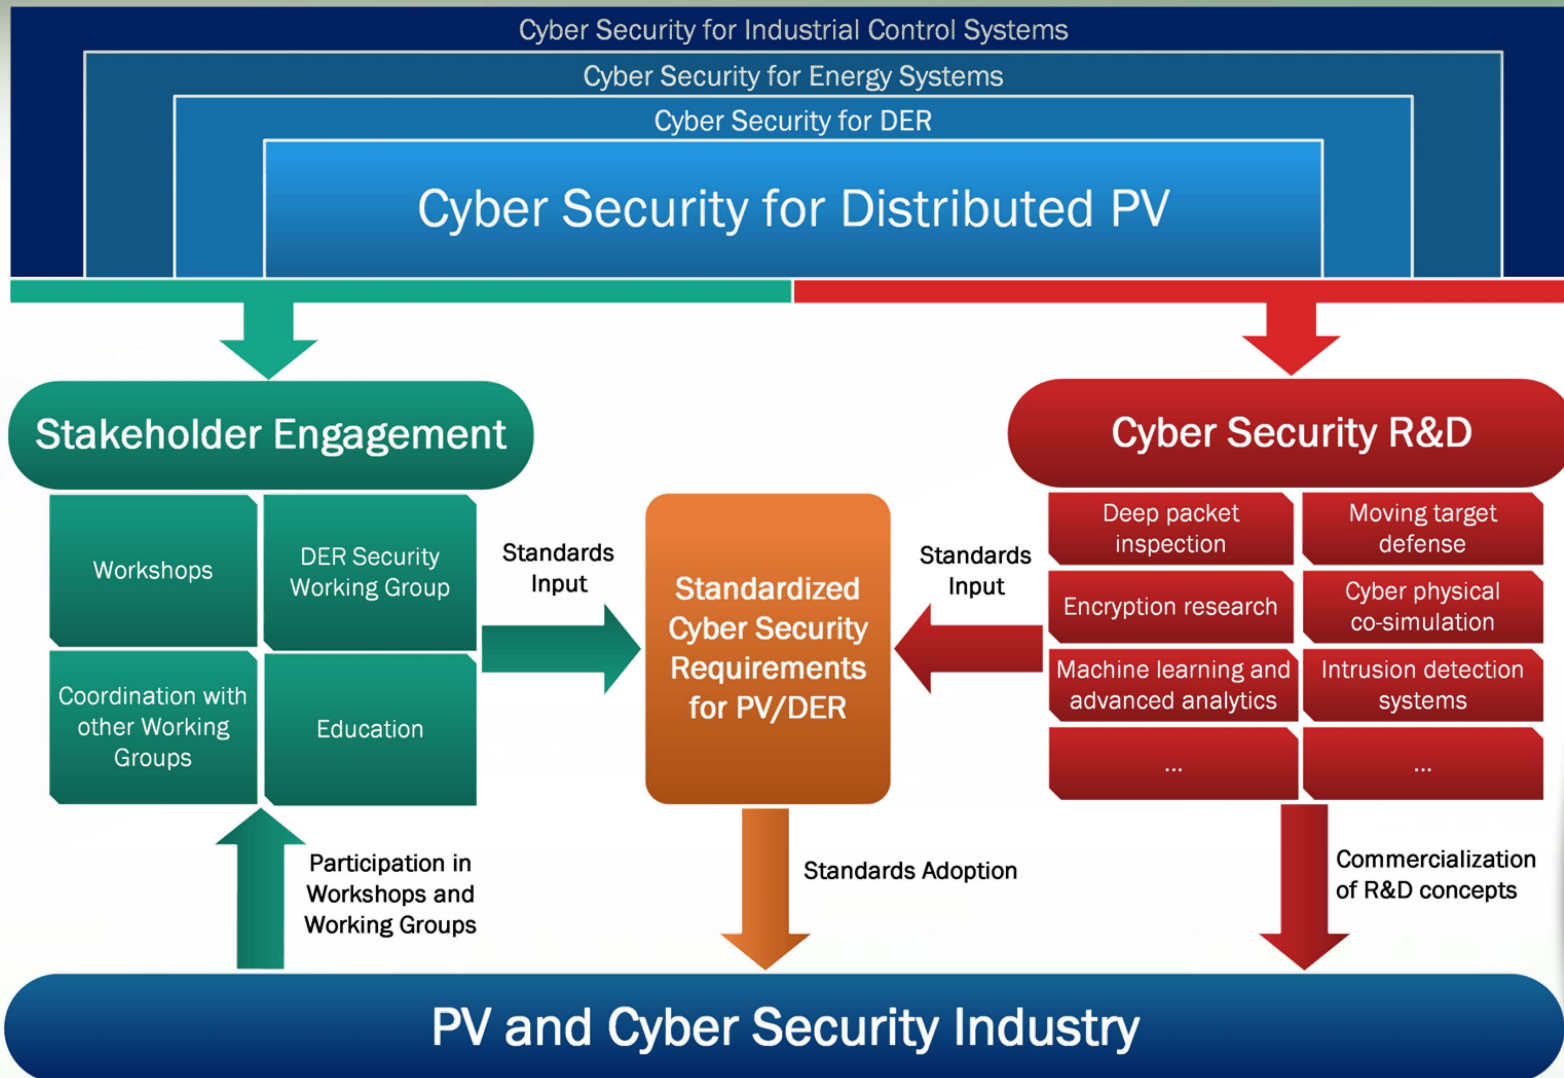 Cyber Security for Industrial Control Systems
Cyber Security for Energy Systems
Cyber Security for DER
Cyber Security for Distributed PV
Stakeholder Engagement
Workshops
DER Security
Working Group
Coordination with
other Working
Groups
Education
Standards
Input
Standardized
Cyber Security
Requirements
for PV/DER
Standards
Input
Cyber Security R&D
Deep packet
inspection
Moving target
defense
Encryption research
Cyber physical
co-simulation
Machine learning and
advanced analytics
Intrusion detection
systems
...
...
Participation in
Workshops and
Working Groups
Standards Adoption
Commercialization
of R&D concepts
PV and Cyber Security Industry